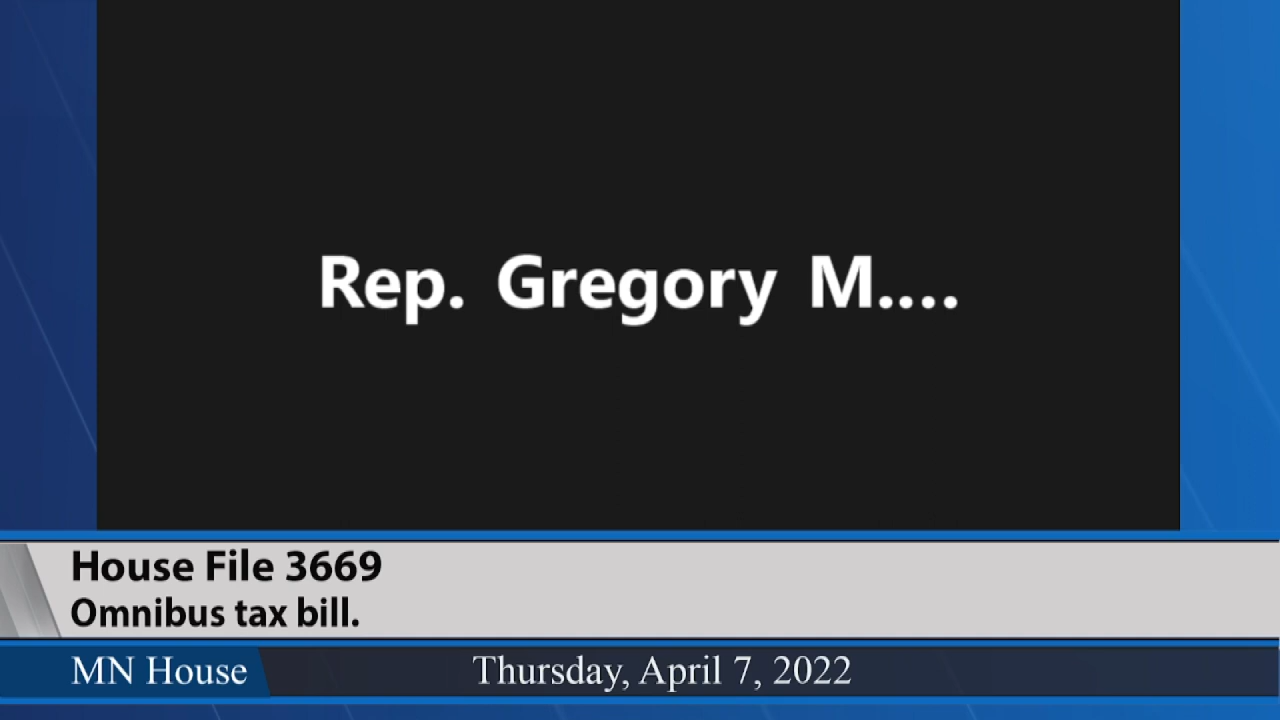 Rep. Gregory M....
House File 3669
Omnibus tax bill.
MN House
Thursday, April 7, 2022